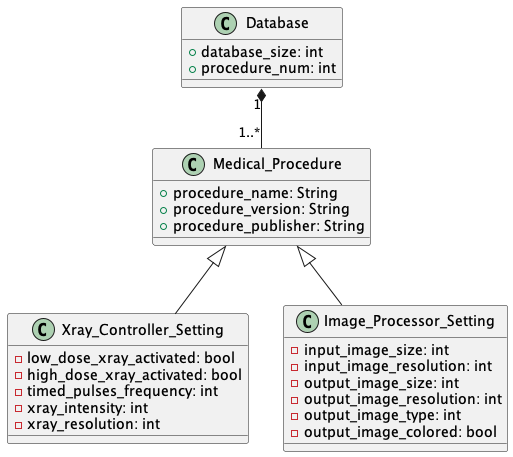 C Database
database_size: int
procedure_num: int
1
1..*
C Medical_Procedure
procedure_name: String
procedure_version: String
procedure_publisher: String
C Xray_Controller_Setting
low_dose_xray_activated: bool
high_dose_xray_activated: bool
timed_pulses_frequency: int
xray_intensity: int
xray_resolution: int
C Image_Processor_Setting
input_image_size: int
input_image_resolution: int
output_image_size: int
output_image_resolution: int
output_image_type: int
output_image_colored: bool